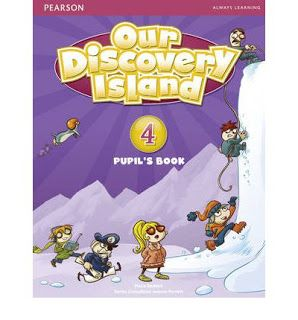 PEARSON
ALWAYS LEARNING
Our
Discovery
Island
4
PUPIL'S BOOK